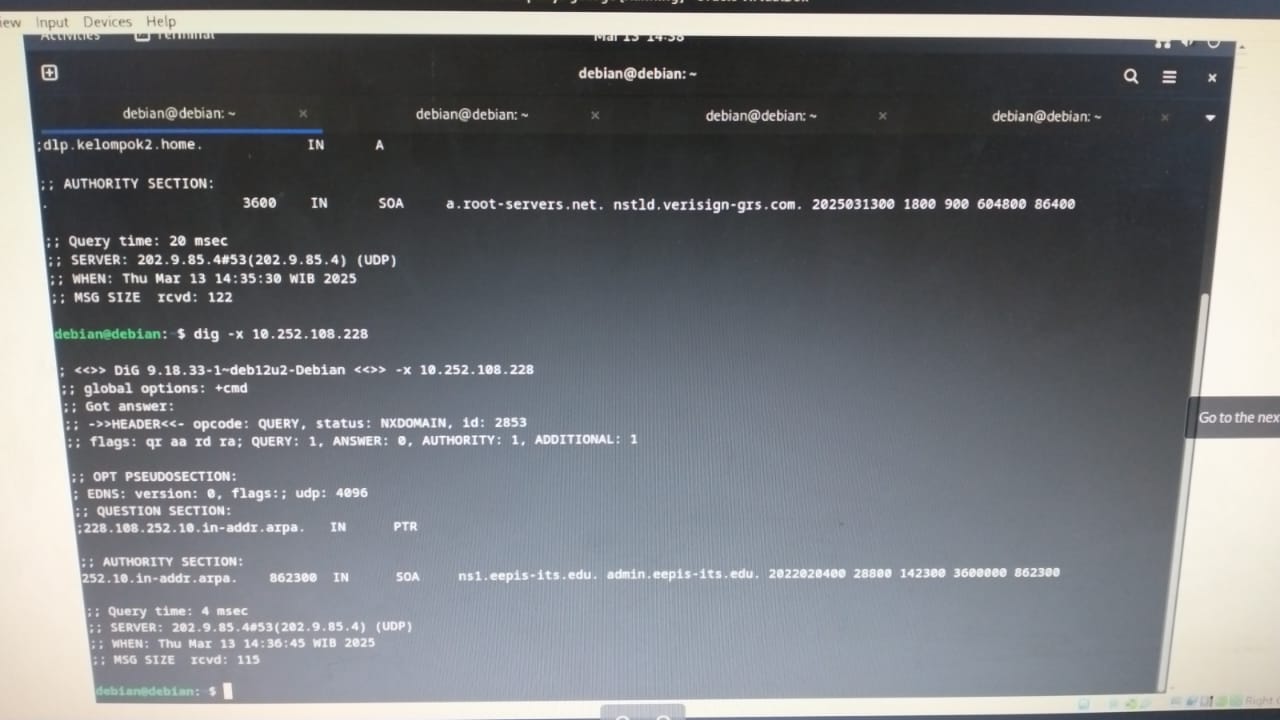 Input Devices Help
Activities Terminal Mar 13 14:38
debian@debian: ~
debian@debian: ~ × debian@debian: ~ × debian@debian: ~ × debian@debian: ~ ×
;dlp.kelompok2.home. IN A
;; AUTHORITY SECTION:
. 3600 IN SOA a.root-servers.net. nstld.verisign-grs.com. 2025031300 1800 900 604800 86400
;; Query time: 20 msec
;; SERVER: 202.9.85.4#53(202.9.85.4) (UDP)
;; WHEN: Thu Mar 13 14:35:30 WIB 2025
;; MSG SIZE rcvd: 122
debian@debian:~$ dig -x 10.252.108.228
; <<>> DiG 9.18.33-1~deb12u2-Debian <<>> -x 10.252.108.228
;; global options: +cmd
;; Got answer:
;; ->>HEADER<<- opcode: QUERY, status: NXDOMAIN, id: 2853
;; flags: qr aa rd ra; QUERY: 1, ANSWER: 0, AUTHORITY: 1, ADDITIONAL: 1
;; OPT PSEUDOSECTION:
; EDNS: version: 0, flags:; udp: 4096
;; QUESTION SECTION:
;228.108.252.10.in-addr.arpa. IN PTR
;; AUTHORITY SECTION:
252.10.in-addr.arpa. 862300 IN SOA ns1.eepis-its.edu. admin.eepis-its.edu. 2022020400 28800 142300 3600000 862300
;; Query time: 4 msec
;; SERVER: 202.9.85.4#53(202.9.85.4) (UDP)
;; WHEN: Thu Mar 13 14:36:45 WIB 2025
;; MSG SIZE rcvd: 115
debian@debian:~$
Go to the nex
Right